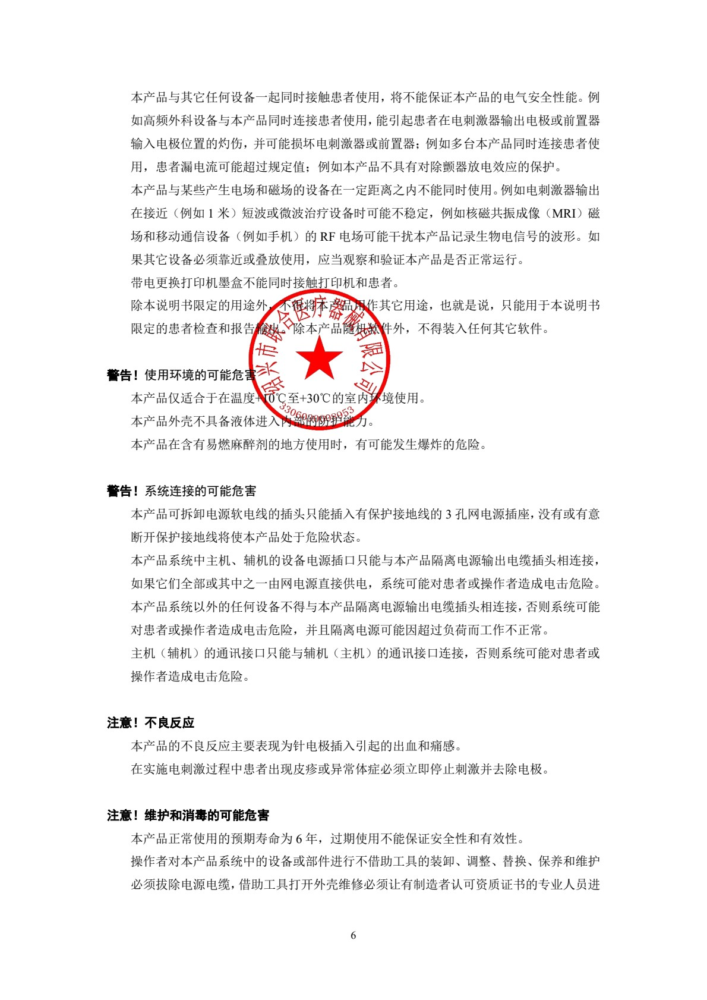 本产品与其它任何设备一起同时接触患者使用，将不能保证本产品的电气安全性能。例
如高频外科设备与本产品同时连接患者使用，能引起患者在电刺激器输出电极或前置器
输入电极位置的灼伤，并可能损坏电刺激器或前置器；例如多台本产品同时连接患者使
用，患者漏电流可能超过规定值；例如本产品不具有对除颤器放电效应的保护。
本产品与某些产生电场和磁场的设备在一定距离之内不能同时使用。例如电刺激器输出
在接近（例如 1 米）短波或微波治疗设备时可能不稳定，例如核磁共振成像（MRI）磁
场和移动通信设备（例如手机）的 RF 电场可能干扰本产品记录生物电信号的波形。如
果其它设备必须靠近或叠放使用，应当观察和验证本产品是否正常运行。
带电更换打印机墨盒不能同时接触打印机和患者。
除本说明书限定的用途外，不得将本产品用作其它用途，也就是说，只能用于本说明书
限定的患者检查和报告输出。除本产品随机软件外，不得装入任何其它软件。
绍兴市联合医疗器械有限公司
3306030098953
警告！使用环境的可能危害
本产品仅适合于在温度+10℃至+30℃的室内环境使用。
本产品外壳不具备液体进入内部的防护能力。
本产品在含有易燃麻醉剂的地方使用时，有可能发生爆炸的危险。
警告！系统连接的可能危害
本产品可拆卸电源软电线的插头只能插入有保护接地线的 3 孔网电源插座，没有或有意
断开保护接地线将使本产品处于危险状态。
本产品系统中主机、辅机的设备电源插口只能与本产品隔离电源输出电缆插头相连接，
如果它们全部或其中之一由网电源直接供电，系统可能对患者或操作者造成电击危险。
本产品系统以外的任何设备不得与本产品隔离电源输出电缆插头相连接，否则系统可能
对患者或操作者造成电击危险，并且隔离电源可能因超过负荷而工作不正常。
主机（辅机）的通讯接口只能与辅机（主机）的通讯接口连接，否则系统可能对患者或
操作者造成电击危险。
注意！不良反应
本产品的不良反应主要表现为针电极插入引起的出血和痛感。
在实施电刺激过程中患者出现皮疹或异常体症必须立即停止刺激并去除电极。
注意！维护和消毒的可能危害
本产品正常使用的预期寿命为 6 年，过期使用不能保证安全性和有效性。
操作者对本产品系统中的设备或部件进行不借助工具的装卸、调整、替换、保养和维护
必须拔除电源电缆，借助工具打开外壳维修必须让有制造者认可资质证书的专业人员进
6